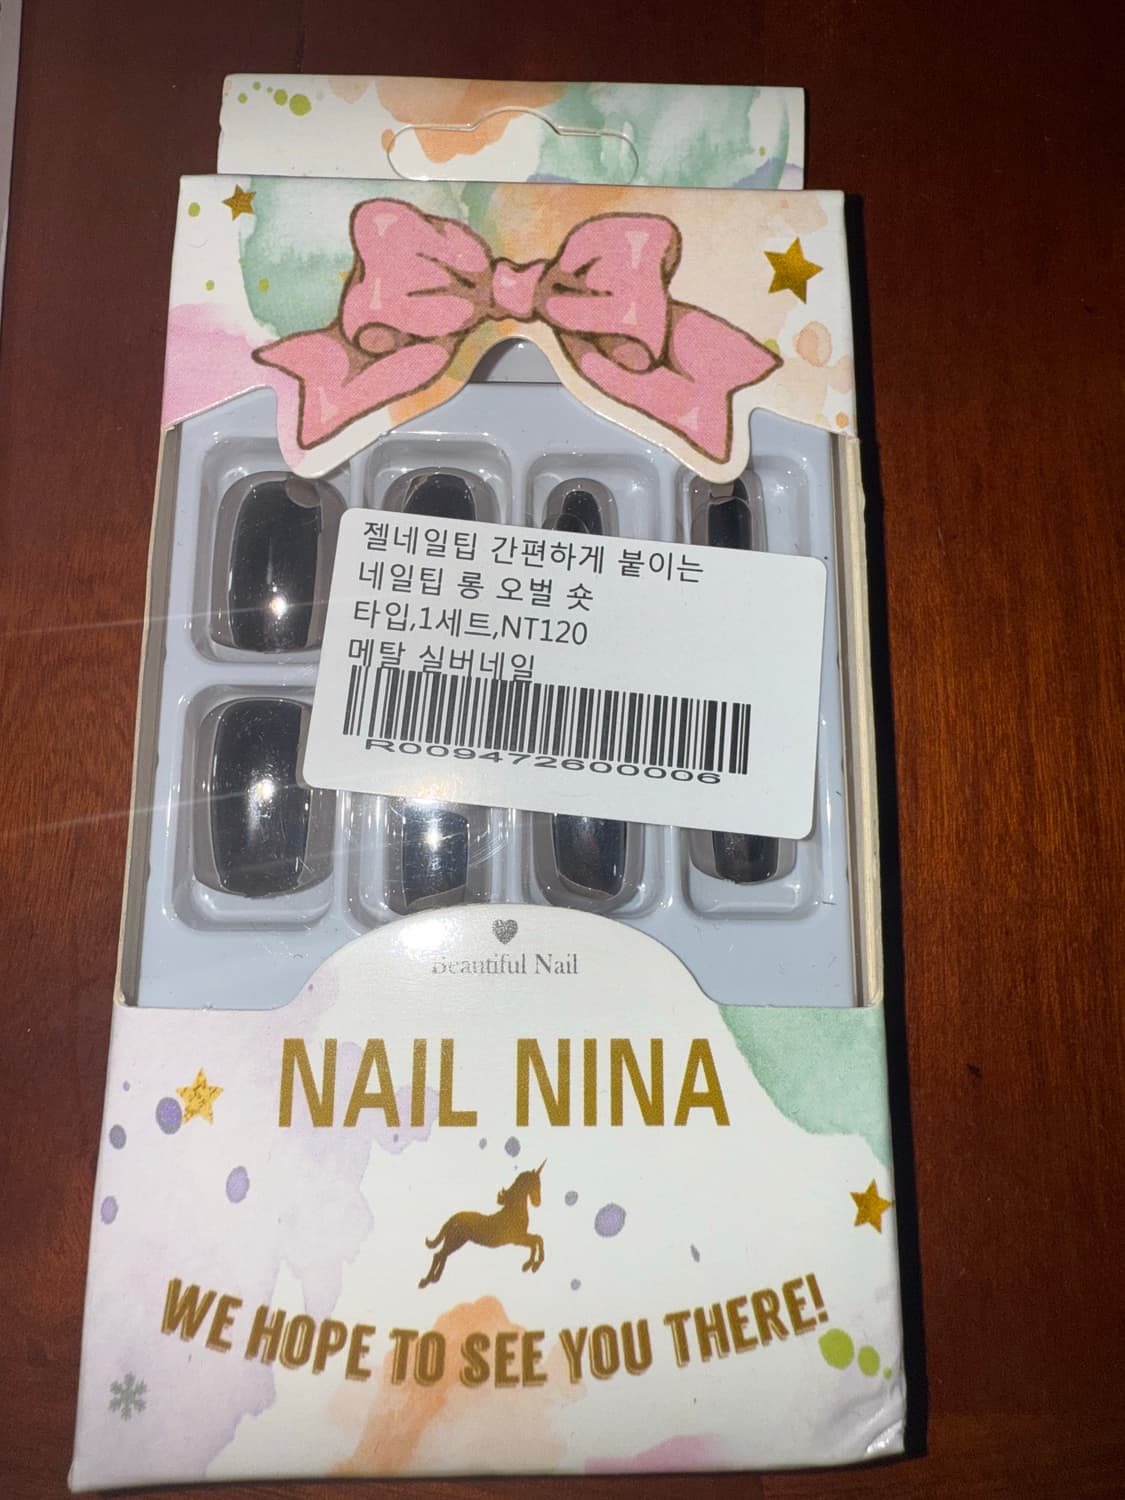 젤네일팁 간편하게 붙이는
네일팁 롱 오벌 숏
타입,1세트,NT120
메탈 실버네일
R009472600006
Beautiful Nail
NAIL NINA
WE HOPE TO SEE YOU THERE!